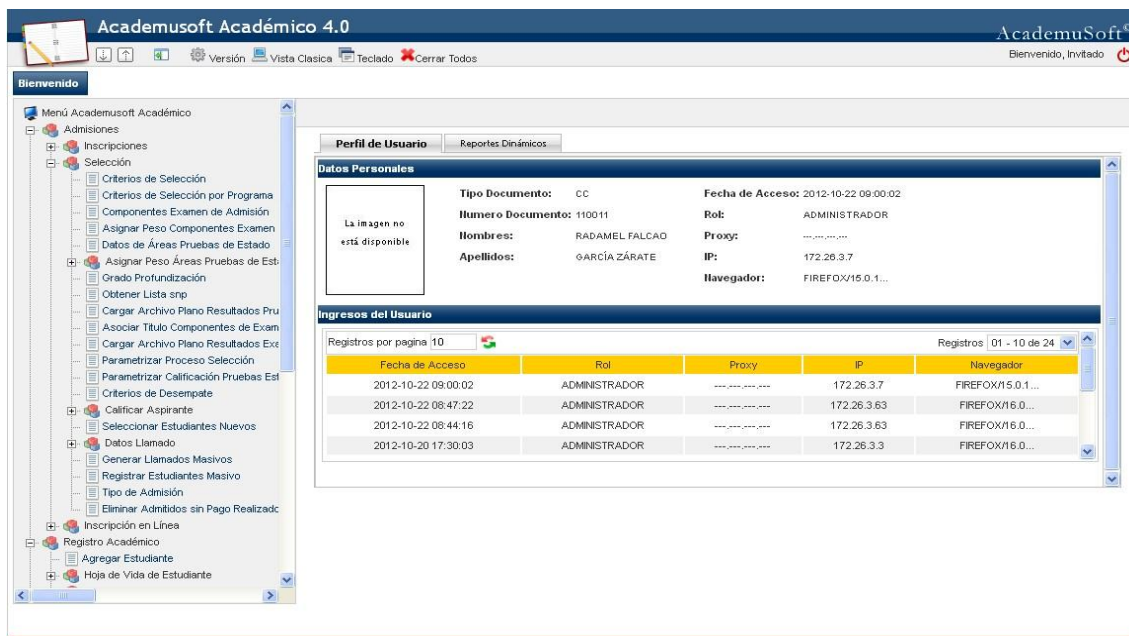 Academusoft Académico 4.0
AcademuSoft©
Versión Vista Clasica Teclado Cerrar Todos
Bienvenido, Invitado
Bienvenido
Menú Academusoft Académico
Admisiones
Inscripciones
Selección
Criterios de Selección
Criterios de Selección por Programa
Componentes Examen de Admisión
Asignar Peso Componentes Examen
Datos de Áreas Pruebas de Estado
Asignar Peso Áreas Pruebas de Est
Grado Profundización
Obtener Lista snp
Cargar Archivo Plano Resultados Pru
Asociar Titulo Componentes de Exam
Cargar Archivo Plano Resultados Exa
Parametrizar Proceso Selección
Parametrizar Calificación Pruebas Est
Criterios de Desempate
Calificar Aspirante
Seleccionar Estudiantes Nuevos
Datos Llamado
Generar Llamados Masivos
Registrar Estudiantes Masivo
Tipo de Admisión
Eliminar Admitidos sin Pago Realizado
Inscripción en Línea
Registro Académico
Agregar Estudiante
Hoja de Vida de Estudiante
Perfil de Usuario Reportes Dinámicos
Datos Personales
La imagen no
está disponible
Tipo Documento: CC
Numero Documento: 110011
Nombres: RADAMEL FALCAO
Apellidos: GARCÍA ZÁRATE
Fecha de Acceso: 2012-10-22 09:00:02
Rol: ADMINISTRADOR
Proxy: ---.---.---.---
IP: 172.26.3.7
Navegador: FIREFOX/15.0.1...
Ingresos del Usuario
Registros por pagina 10 Registros 01 - 10 de 24
Fecha de Acceso Rol Proxy IP Navegador
2012-10-22 09:00:02 ADMINISTRADOR ---.---.---.--- 172.26.3.7 FIREFOX/15.0.1...
2012-10-22 08:47:22 ADMINISTRADOR ---.---.---.--- 172.26.3.63 FIREFOX/16.0...
2012-10-22 08:44:16 ADMINISTRADOR ---.---.---.--- 172.26.3.63 FIREFOX/16.0...
2012-10-20 17:30:03 ADMINISTRADOR ---.---.---.--- 172.26.3.3 FIREFOX/16.0...